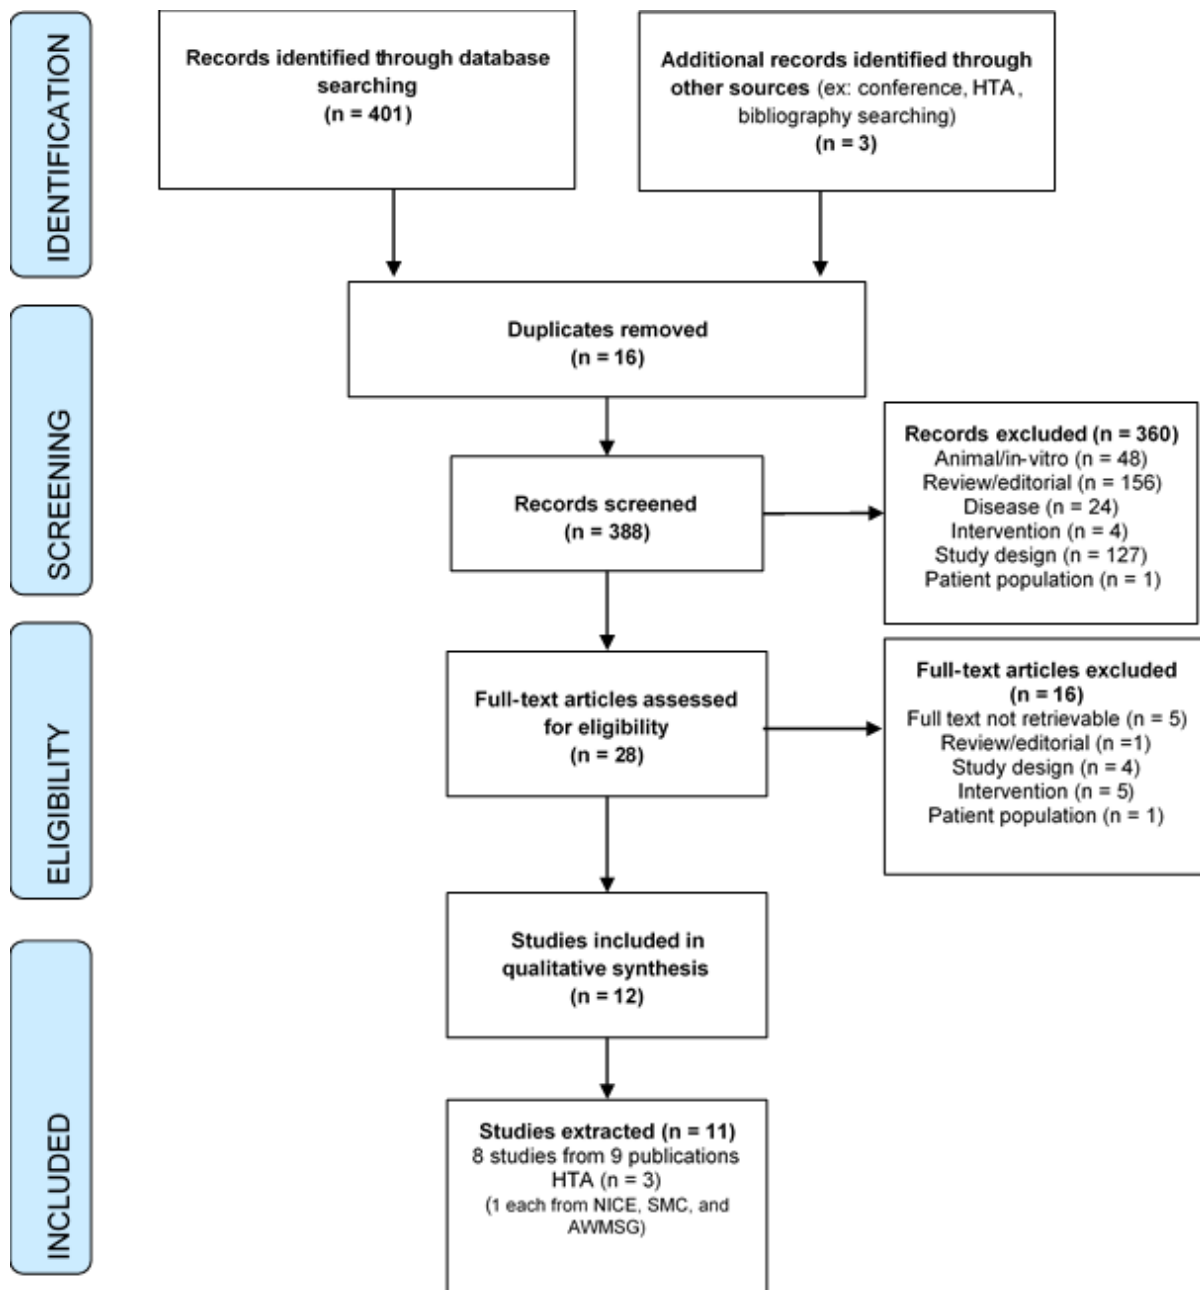 IDENTIFICATION
Records identified through database
searching
(n = 401)
Additional records identified through
other sources (ex: conference, HTA ,
bibliography searching)
(n = 3)
Duplicates removed
(n = 16)
SCREENING
Records screened
(n = 388)
Records excluded (n = 360)
Animal/in-vitro (n = 48)
Review/editorial (n = 156)
Disease (n = 24)
Intervention (n = 4)
Study design (n = 127)
Patient population (n = 1)
ELIGIBILITY
Full-text articles assessed
for eligibility
(n = 28)
Full-text articles excluded
(n = 16)
Full text not retrievable (n = 5)
Review/editorial (n =1)
Study design (n = 4)
Intervention (n = 5)
Patient population (n = 1)
INCLUDED
Studies included in
qualitative synthesis
(n = 12)
Studies extracted (n = 11)
8 studies from 9 publications
HTA (n = 3)
(1 each from NICE, SMC, and
AWMSG)